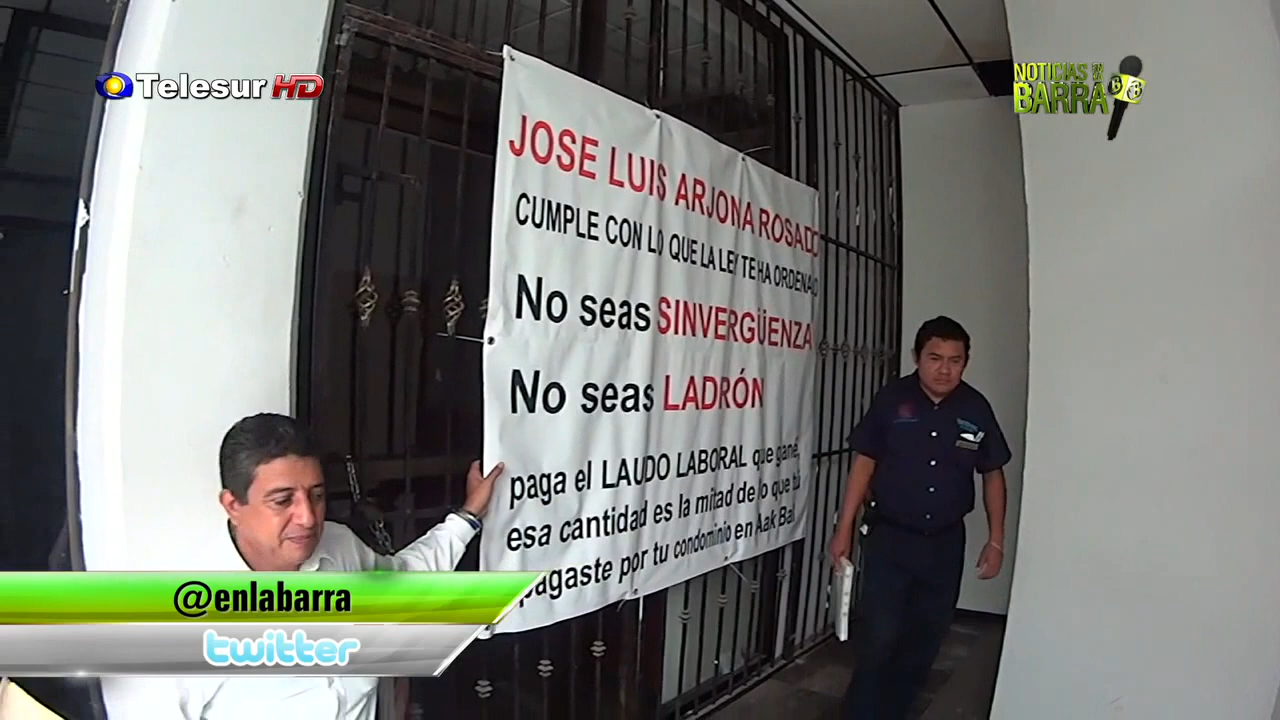 Telesur HD
NOTICIAS EN LA
BARRA
JOSE LUIS ARJONA ROSADO
CUMPLE CON LO QUE LA LEY TE HA ORDENADO
No seas SINVERGÜENZA
No seas LADRÓN
paga el LAUDO LABORAL que gané,
esa cantidad es la mitad de lo que tú
pagaste por tu condominio en Aak Bal
@enlabarra
twitter